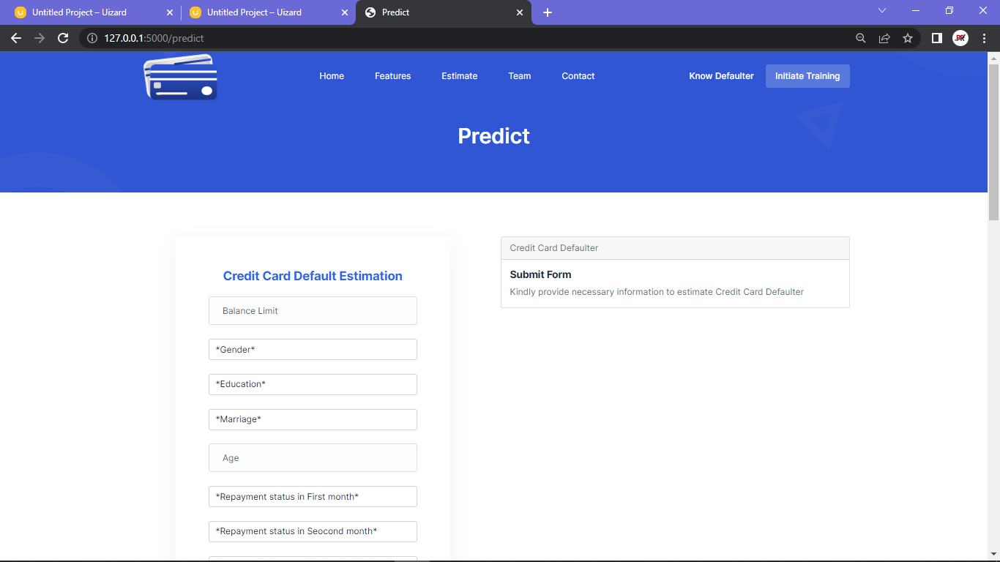 Untitled Project – Uizard
Untitled Project – Uizard
Predict
127.0.0.1:5000/predict
Home Features Estimate Team Contact Know Defaulter Initiate Training
Predict
Credit Card Default Estimation
Balance Limit
*Gender*
*Education*
*Marriage*
Age
*Repayment status in First month*
*Repayment status in Seocond month*
Credit Card Defaulter
Submit Form
Kindly provide necessary information to estimate Credit Card Defaulter